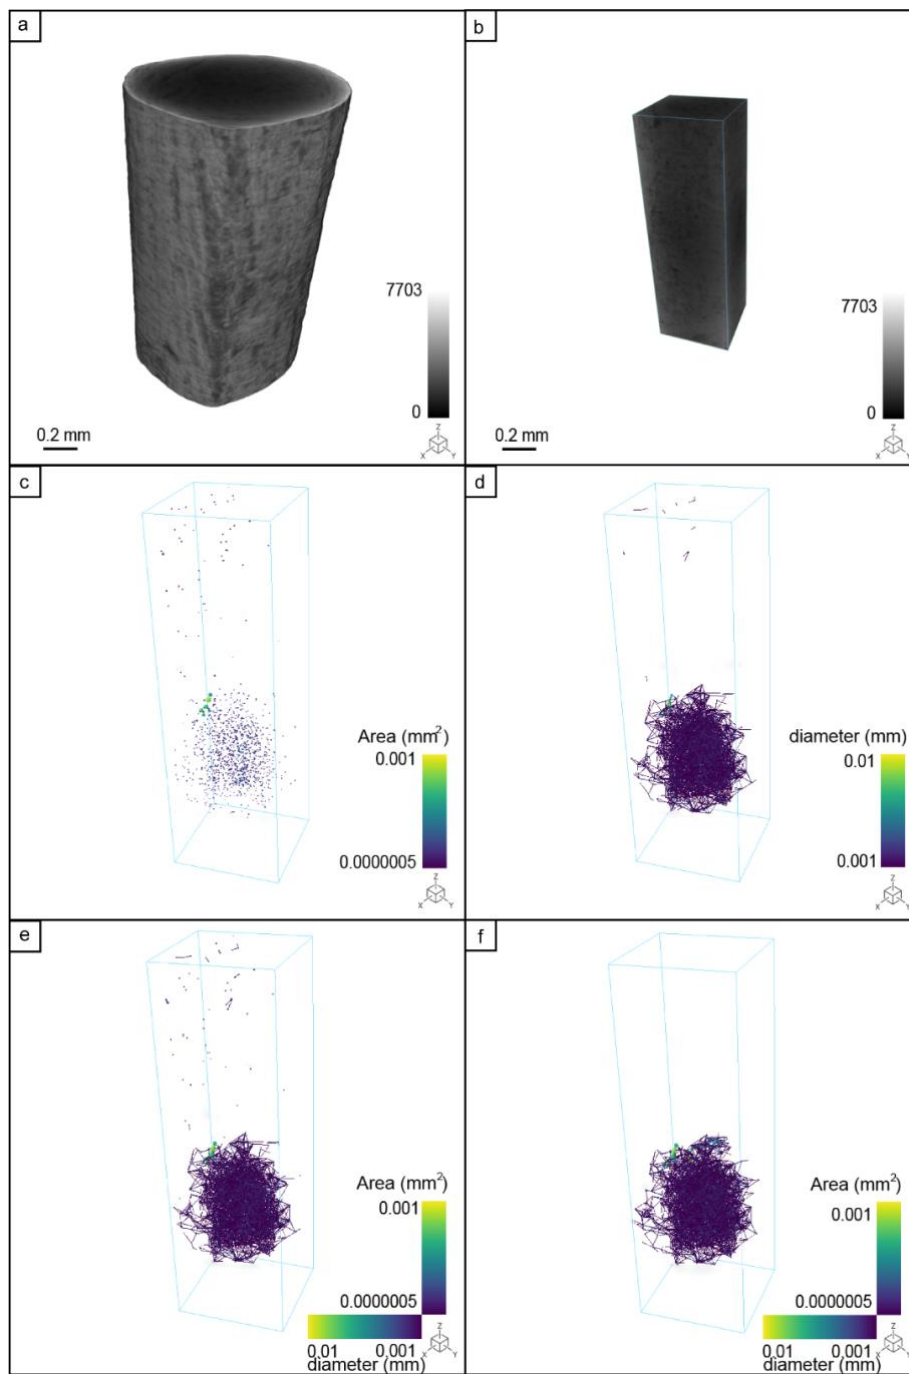 a
7703
0
0.2 mm
Z
X
Y
b
7703
0
0.2 mm
Z
X
Y
c
Area (mm²)
0.001
0.0000005
Z
X
Y
d
diameter (mm)
0.01
0.001
Z
X
Y
e
Area (mm²)
0.001
0.0000005
0.01 0.001
diameter (mm)
Z
X
Y
f
Area (mm²)
0.001
0.0000005
0.01 0.001
diameter (mm)
Z
X
Y